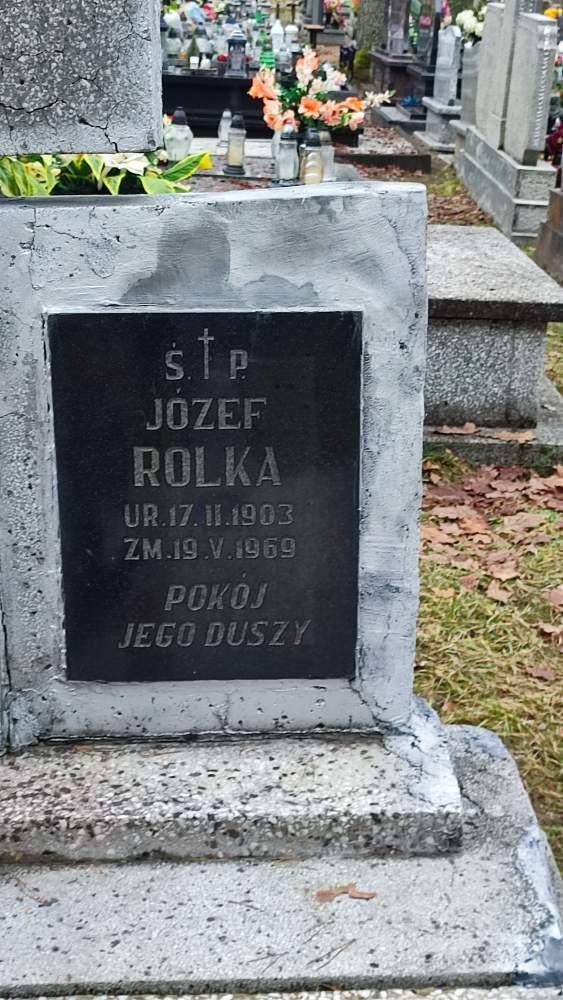 Ś. P.
JÓZEF
ROLKA
UR. 17. II. 1903
ZM. 19. V. 1969
POKÓJ
JEGO DUSZY